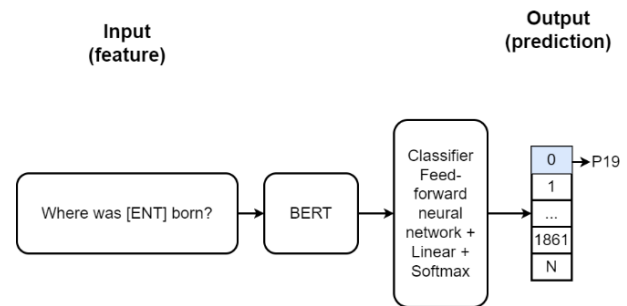 Input
(feature)
Output
(prediction)
Where was [ENT] born?
BERT
Classifier
Feed-
forward
neural
network +
Linear +
Softmax
0
P19
1
...
1861
N